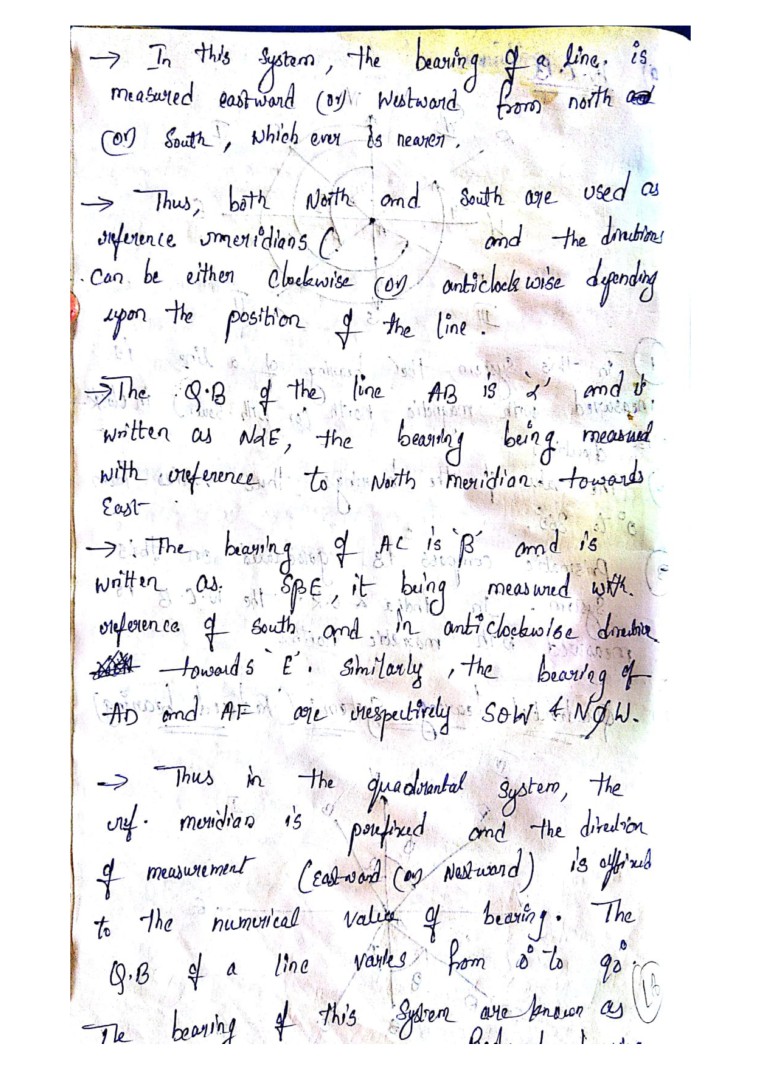 → In this System, the bearing of a line is
measured eastward (or) Westward from north
(or) South, which ever is nearer.
→ Thus, both North and South are used as
reference meridians ( and the directions
Can be either Clockwise (or) anticlock wise depending
upon the position of the line.
→ The Q.B of the line AB is 'α' and is
written as NαE, the bearing being measured
with reference to North meridian towards
East
→ The bearing of AC is 'β' and is
written as SβE, it being measured with
reference of South and in anticlockwise direction
towards 'E'. Similarly, the bearing of
AD and AF are respectively SθW & NφW.
→ Thus in the quadrantal System, the
ref. meridian is prefixed and the direction
of measurement (Eastward (or) Westward) is affixed
to the numerical value of bearing. The
Q.B of a line varies from 0° to 90°.
The bearing of this System are known as